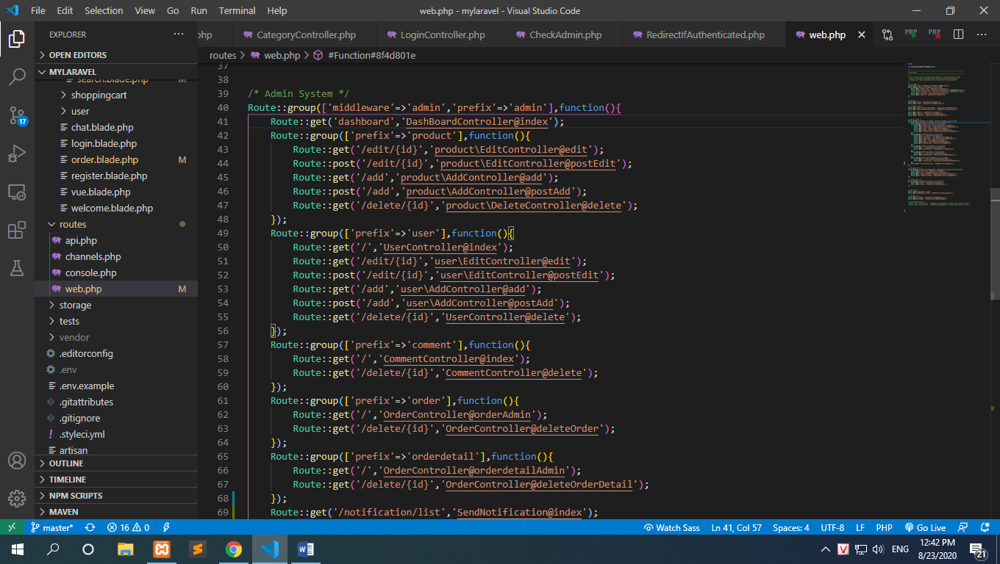 File Edit Selection View Go Run Terminal Help
web.php - mylaravel - Visual Studio Code
EXPLORER
OPEN EDITORS
MYLARAVEL
search.blade.php M
shoppingcart
user
chat.blade.php
login.blade.php
order.blade.php M
register.blade.php
vue.blade.php
welcome.blade.php
routes
api.php
channels.php
console.php
web.php M
storage
tests
vendor
.editorconfig
.env
.env.example
.gitattributes
.gitignore
.styleci.yml
artisan
OUTLINE
TIMELINE
NPM SCRIPTS
MAVEN
17
php CategoryController.php LoginController.php CheckAdmin.php RedirectIfAuthenticated.php web.php
PHP PHP
routes > web.php > #Function#8f4d801e
37
38
39 /* Admin System */
40 Route::group(['middleware'=>'admin','prefix'=>'admin'],function(){
41 Route::get('dashboard','DashBoardController@index');
42 Route::group(['prefix'=>'product'],function(){
43 Route::get('/edit/{id}','product\EditController@edit');
44 Route::post('/edit/{id}','product\EditController@postEdit');
45 Route::get('/add','product\AddController@add');
46 Route::post('/add','product\AddController@postAdd');
47 Route::get('/delete/{id}','product\DeleteController@delete');
48 });
49 Route::group(['prefix'=>'user'],function(){
50 Route::get('/','UserController@index');
51 Route::get('/edit/{id}','user\EditController@edit');
52 Route::post('/edit/{id}','user\EditController@postEdit');
53 Route::get('/add','user\AddController@add');
54 Route::post('/add','user\AddController@postAdd');
55 Route::get('/delete/{id}','UserController@delete');
56 });
57 Route::group(['prefix'=>'comment'],function(){
58 Route::get('/','CommentController@index');
59 Route::get('/delete/{id}','CommentController@delete');
60 });
61 Route::group(['prefix'=>'order'],function(){
62 Route::get('/','OrderController@orderAdmin');
63 Route::get('/delete/{id}','OrderController@deleteOrder');
64 });
65 Route::group(['prefix'=>'orderdetail'],function(){
66 Route::get('/','OrderController@orderdetailAdmin');
67 Route::get('/delete/{id}','OrderController@deleteOrderDetail');
68 });
69 Route::get('/notification/list','SendNotification@index');
master* 16 0 Watch Sass Ln 41, Col 57 Spaces: 4 UTF-8 LF PHP Go Live
ENG
12:42 PM
8/23/2020
21